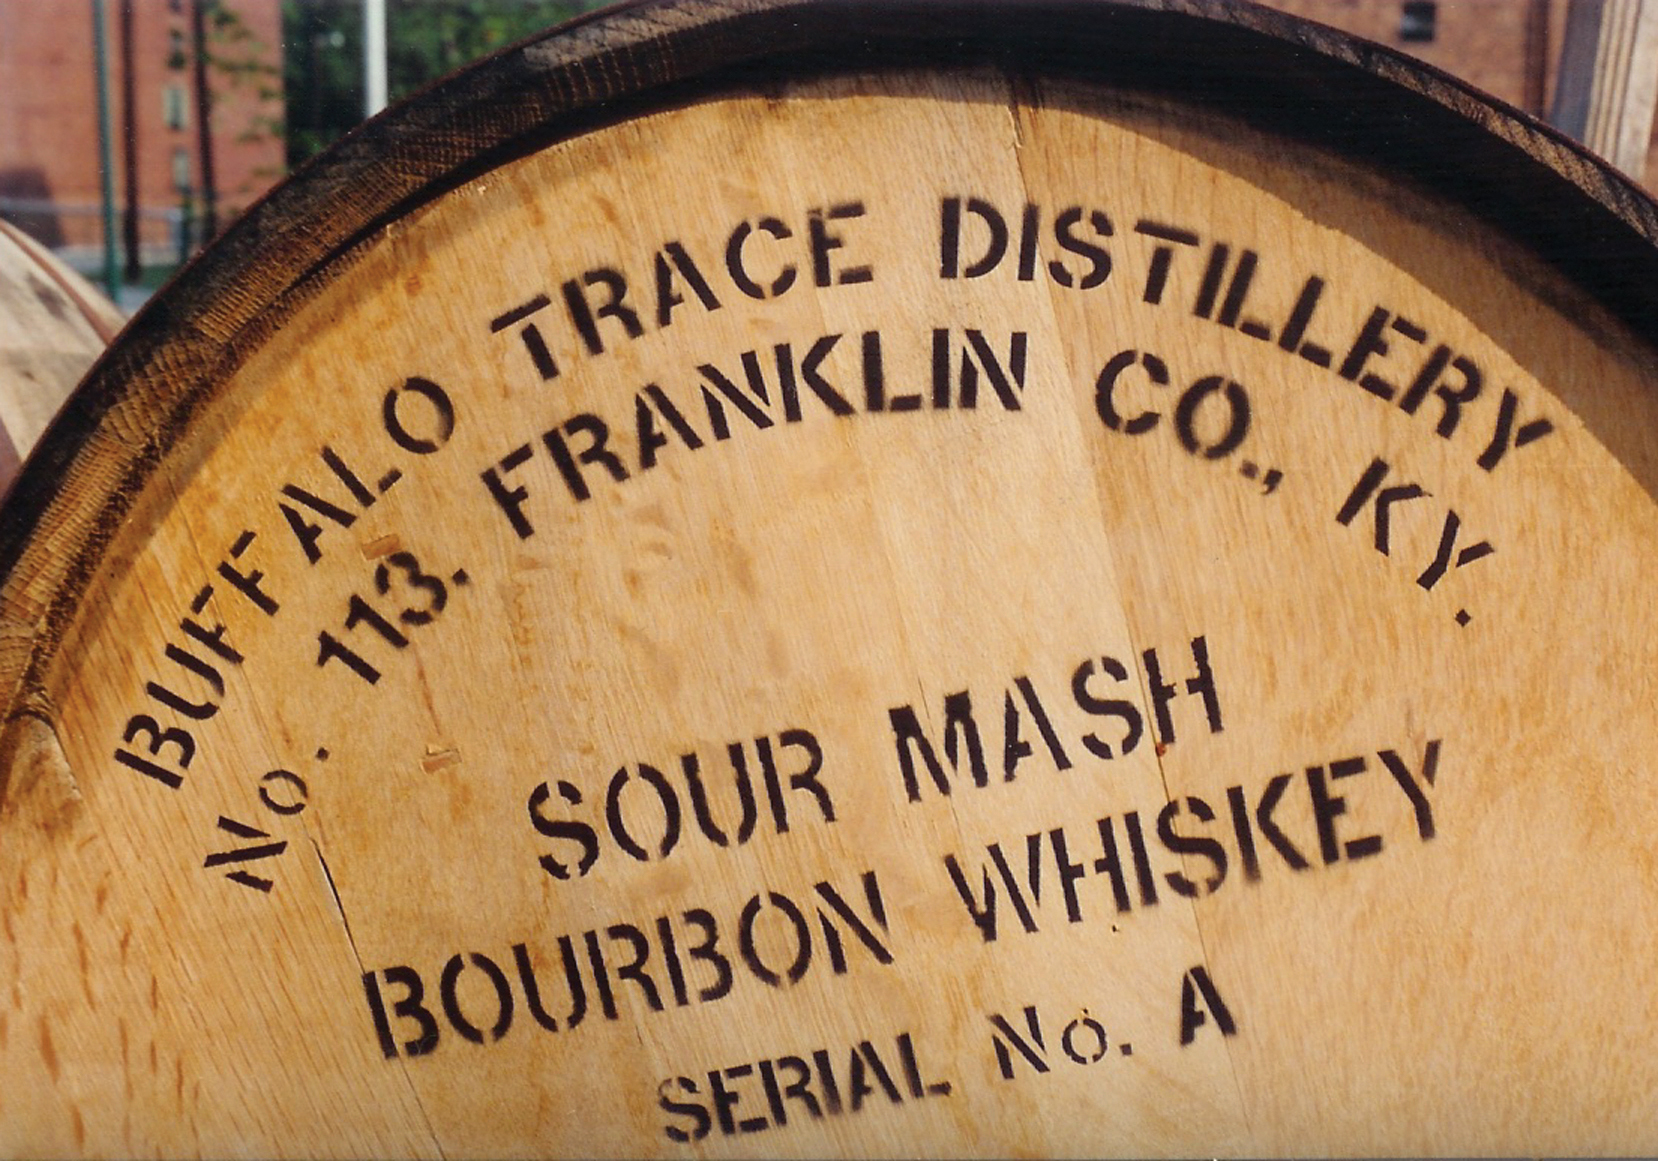 BUFFALO TRACE DISTILLERY
No. 113. FRANKLIN CO., KY.
SOUR MASH
BOURBON WHISKEY
SERIAL No. A